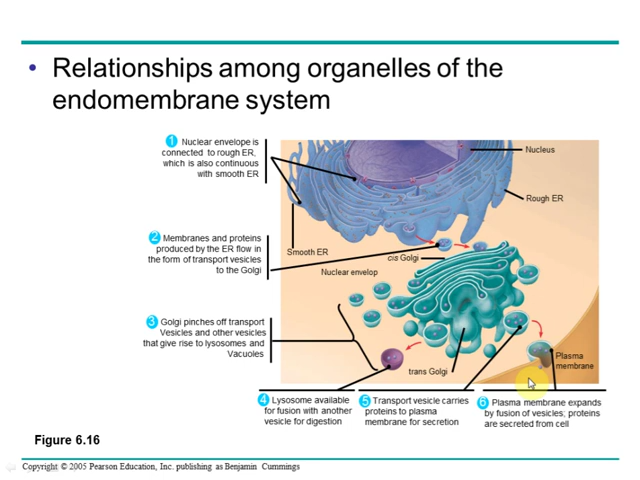 • Relationships among organelles of the
endomembrane system
1 Nuclear envelope is
connected to rough ER,
which is also continuous
with smooth ER
Nucleus
Rough ER
2 Membranes and proteins
produced by the ER flow in
the form of transport vesicles
to the Golgi
Smooth ER
cis Golgi
Nuclear envelop
3 Golgi pinches off transport
Vesicles and other vesicles
that give rise to lysosomes and
Vacuoles
Plasma
membrane
trans Golgi
4 Lysosome available
for fusion with another
vesicle for digestion
5 Transport vesicle carries
proteins to plasma
membrane for secretion
6 Plasma membrane expands
by fusion of vesicles; proteins
are secreted from cell
Figure 6.16
Copyright © 2005 Pearson Education, Inc. publishing as Benjamin Cummings